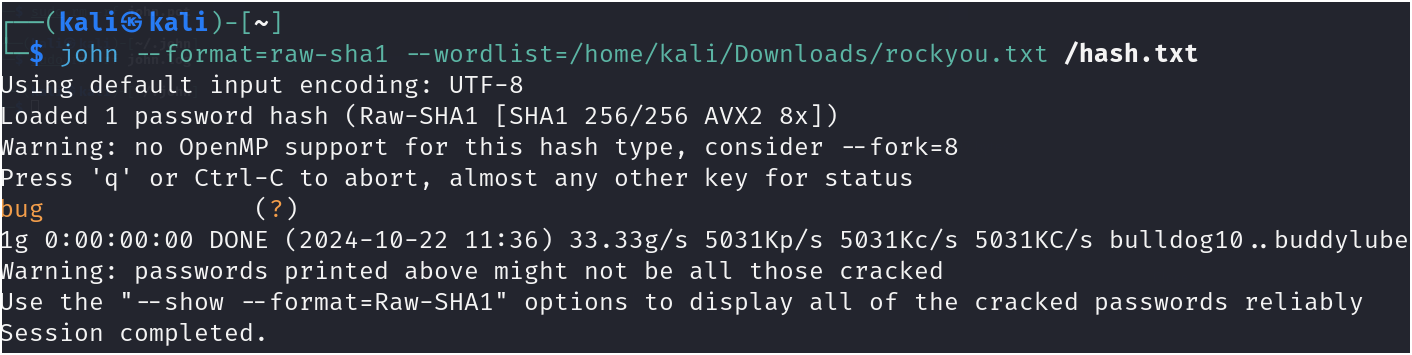 ┌──(kali㉿kali)-[~]
└─$ john --format=raw-sha1 --wordlist=/home/kali/Downloads/rockyou.txt /hash.txt
Using default input encoding: UTF-8
Loaded 1 password hash (Raw-SHA1 [SHA1 256/256 AVX2 8x])
Warning: no OpenMP support for this hash type, consider --fork=8
Press 'q' or Ctrl-C to abort, almost any other key for status
bug              (?)
1g 0:00:00:00 DONE (2024-10-22 11:36) 33.33g/s 5031Kp/s 5031Kc/s 5031KC/s bulldog10..buddylube
Warning: passwords printed above might not be all those cracked
Use the "--show --format=Raw-SHA1" options to display all of the cracked passwords reliably
Session completed.